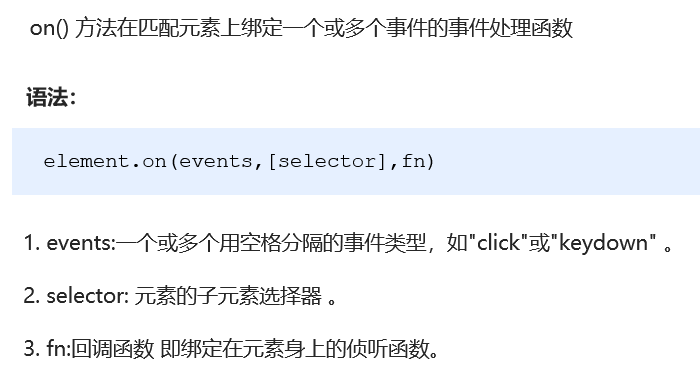 on() 方法在匹配元素上绑定一个或多个事件的事件处理函数
语法：
element.on(events,[selector],fn)
1. events:一个或多个用空格分隔的事件类型，如"click"或"keydown" 。
2. selector: 元素的子元素选择器 。
3. fn:回调函数 即绑定在元素身上的侦听函数。